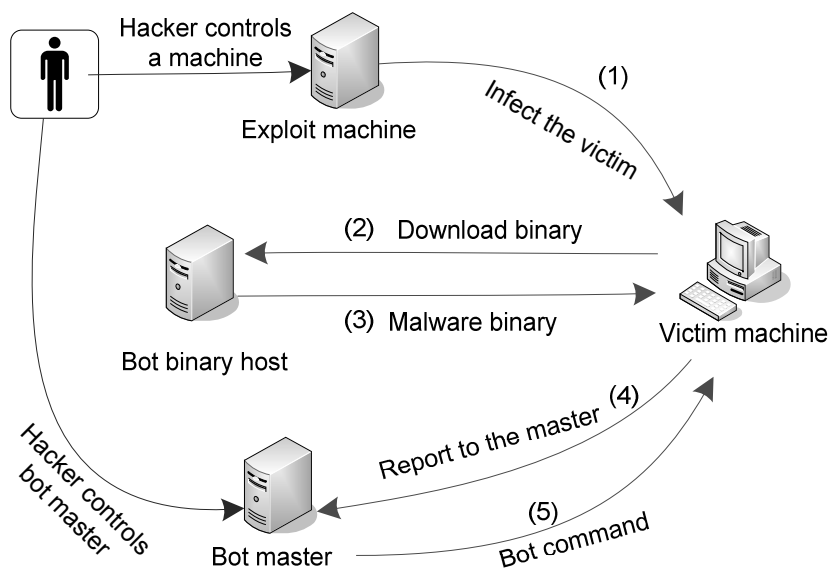 Hacker controls
a machine
Exploit machine
(1)
Infect the victim
(2) Download binary
(3) Malware binary
Bot binary host
Victim machine
(4)
Report to the master
(5)
Bot command
Hacker controls
bot master
Bot master